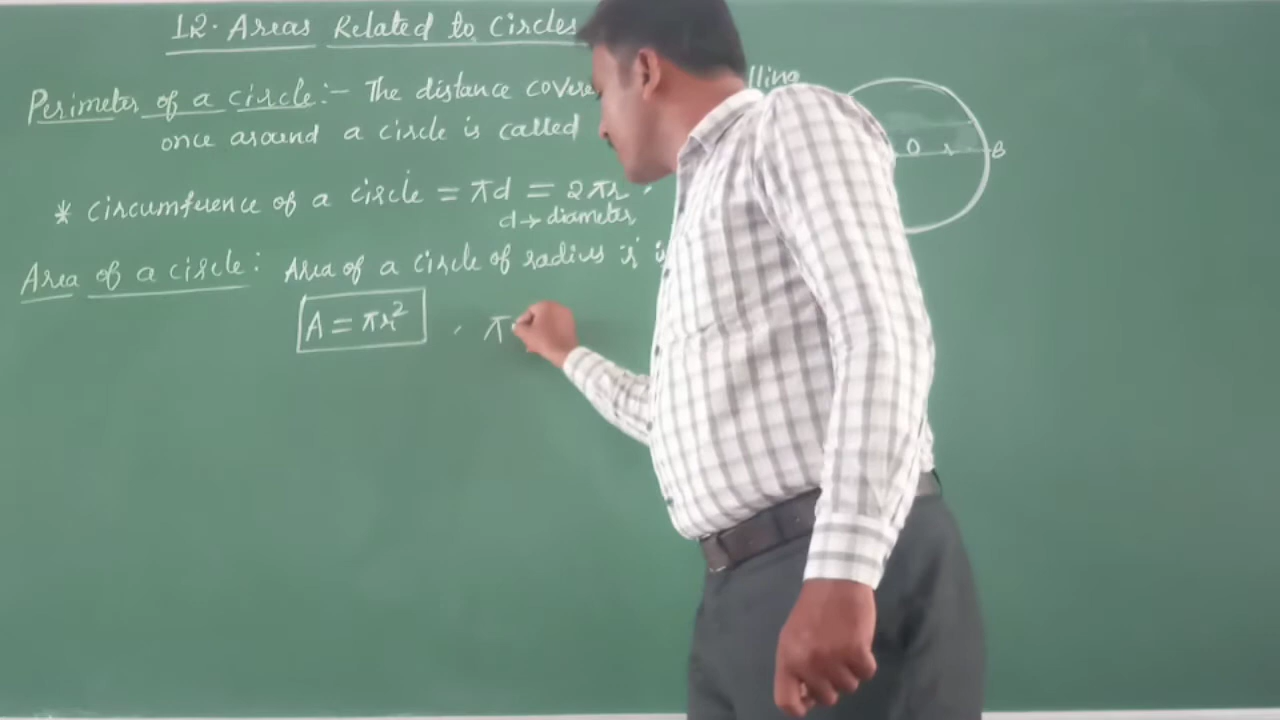 12. Areas Related to Circles
Perimeter of a circle:- The distance covere lling
once around a circle is called
* circumference of a circle = πd = 2πr.
d → diameter
Area of a circle: Area of a circle of radius 'r' i
A = πr² , π
O r B